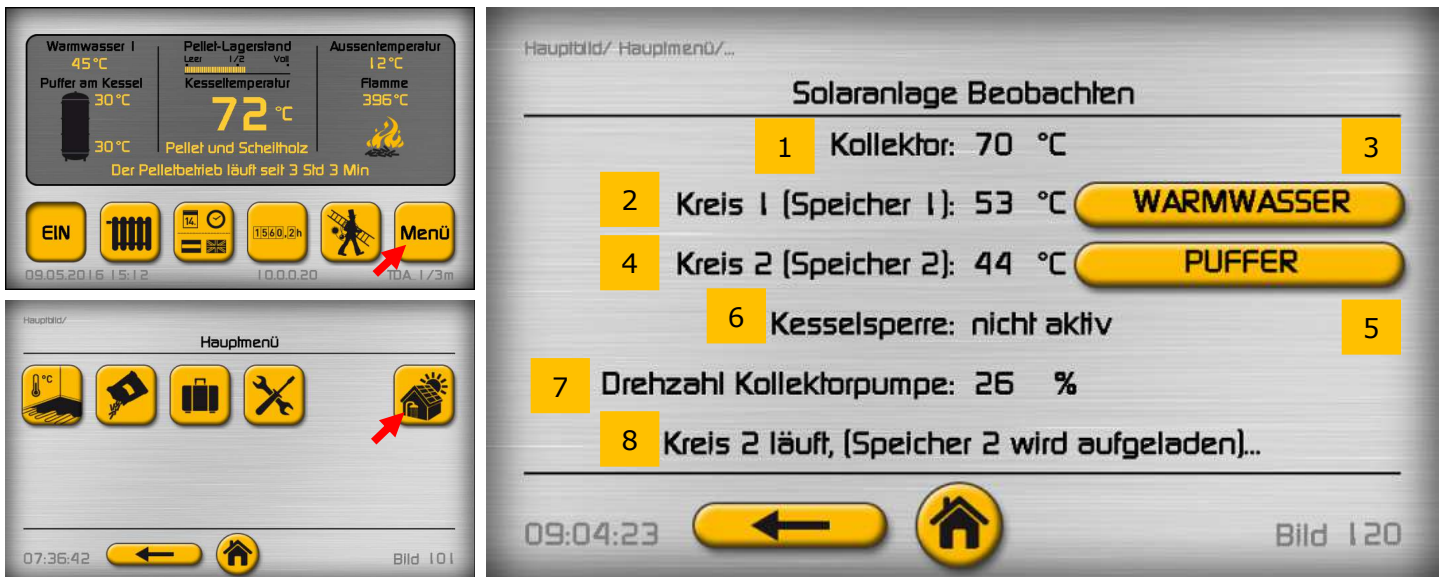 Warmwasser 1
45°C
Pellet-Lagerstand
Leer 1/2 Voll
Aussentemperatur
12°C
Puffer am Kessel
30°C
30°C
Kesseltemperatur
72 °C
Pellet und Scheitholz
Flamme
396°C
Der Pelletbetrieb läuft seit 3 Std 3 Min
EIN
14.
1560,2h
Menü
09.05.2016 15:12
10.0.0.20
TDA_1/3m
Hauptbild/
Hauptmenü
°C
07:36:42
Bild 101
Hauptbild/ Hauptmenü/...
Solaranlage Beobachten
1 Kollektor: 70 °C 3
2 Kreis 1 (Speicher 1): 53 °C WARMWASSER
4 Kreis 2 (Speicher 2): 44 °C PUFFER
6 Kesselsperre: nicht aktiv 5
7 Drehzahl Kollektorpumpe: 26 %
8 Kreis 2 läuft, (Speicher 2 wird aufgeladen)...
09:04:23
Bild 120